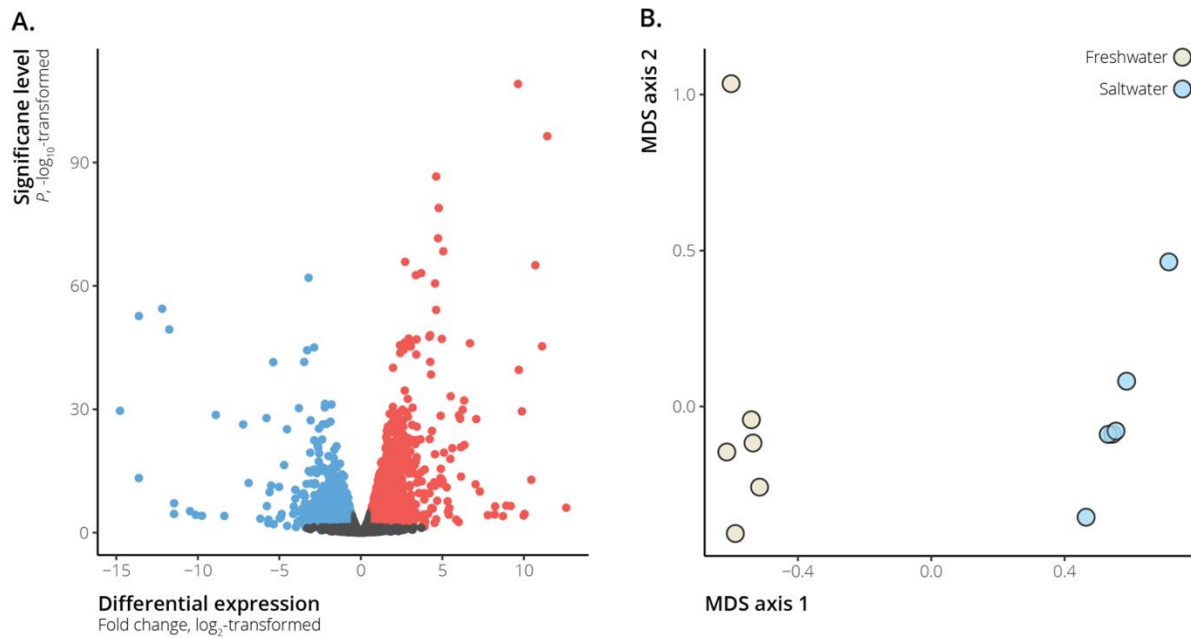 A.
Significane level
P, -log₁₀-transformed
90
60
30
0
−15
−10
−5
0
5
10
Differential expression
Fold change, log₂-transformed
B.
MDS axis 2
Freshwater
Saltwater
1.0
0.5
0.0
−0.4
0.0
0.4
MDS axis 1